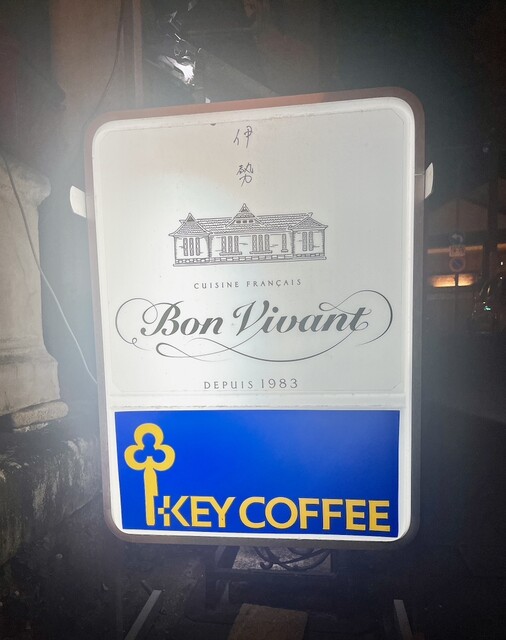 伊
勢
CUISINE FRANÇAIS
Bon Vivant
DEPUIS 1983
KEY COFFEE